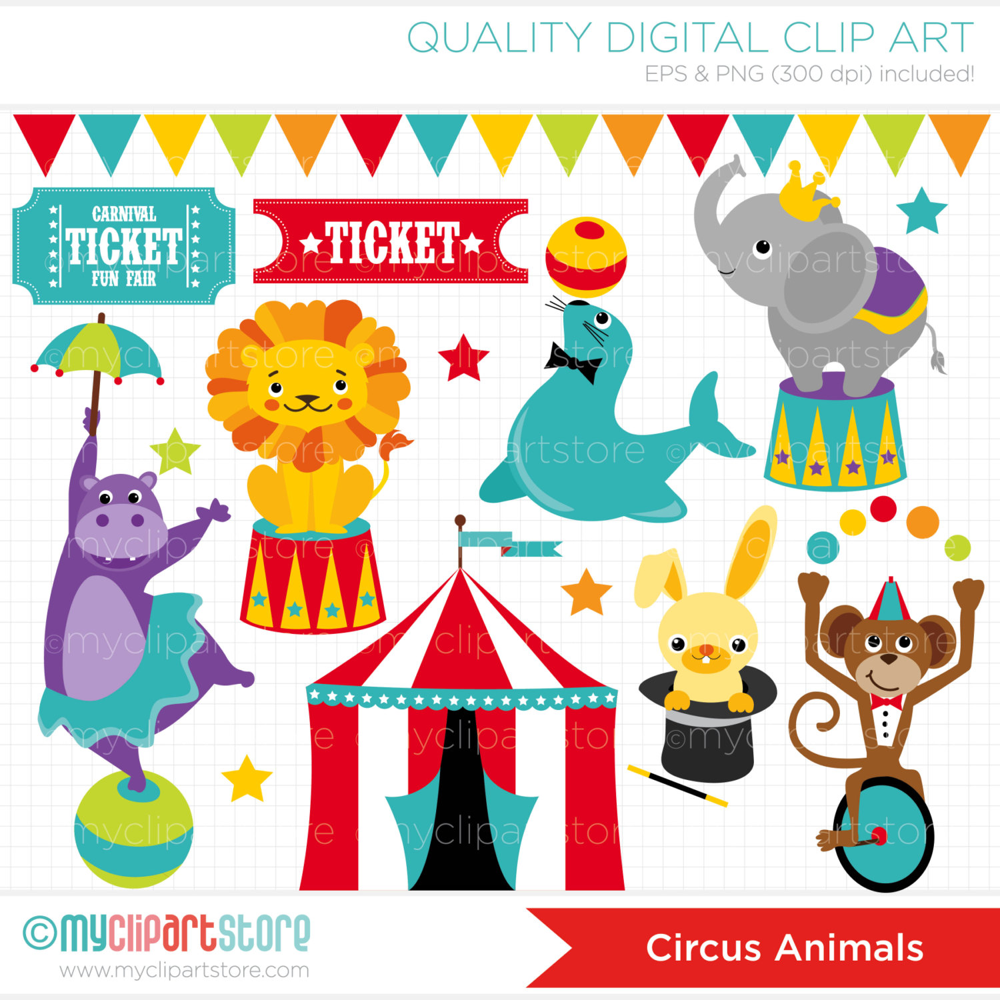 QUALITY DIGITAL CLIP ART
EPS & PNG (300 dpi) included!
CARNIVAL
TICKET
FUN FAIR
TICKET
©myclipartstore
www.myclipartstore.com
Circus Animals